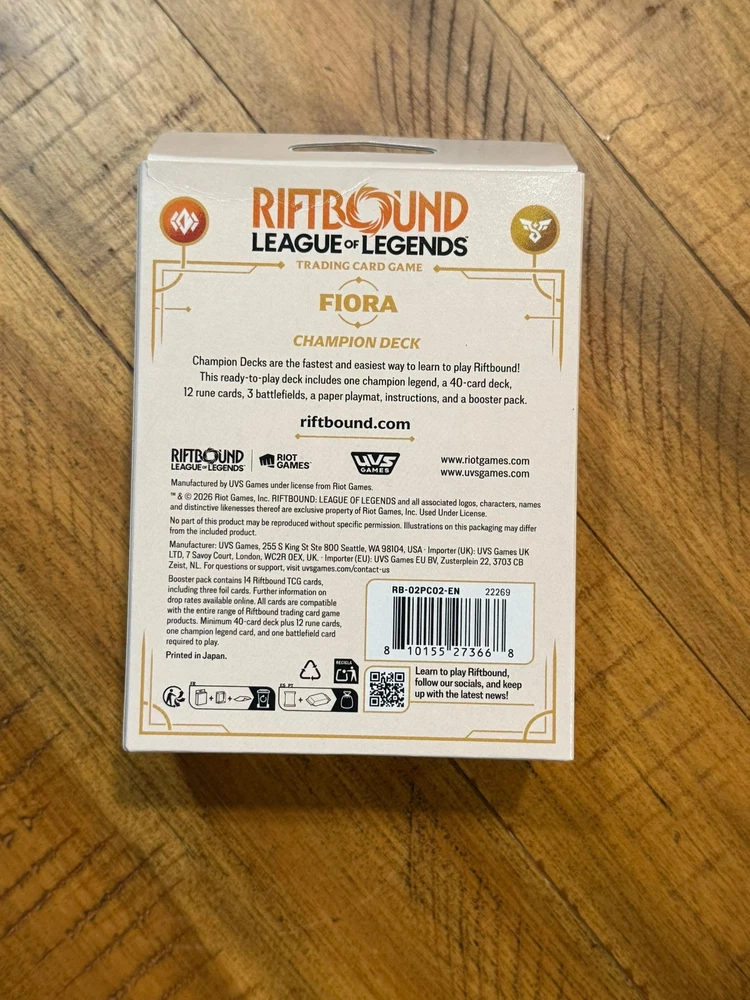 RIFTBOUND
LEAGUE OF LEGENDS
TRADING CARD GAME
FIORA
CHAMPION DECK
Champion Decks are the fastest and easiest way to learn to play Riftbound!
This ready-to-play deck includes one champion legend, a 40-card deck,
12 rune cards, 3 battlefields, a paper playmat, instructions, and a booster pack.
riftbound.com
RIFTBOUND
LEAGUE OF LEGENDS
RIOT
GAMES
UVS
GAMES
www.riotgames.com
www.uvsgames.com
Manufactured by UVS Games under license from Riot Games.
™ & © 2026 Riot Games, Inc. RIFTBOUND: LEAGUE OF LEGENDS and all associated logos, characters, names
and distinctive likenesses thereof are exclusive property of Riot Games, Inc. Used Under License.
No part of this product may be reproduced without specific permission. Illustrations on this packaging may differ
from the included product.
Manufacturer: UVS Games, 255 S King St Ste 800 Seattle, WA 98104, USA · Importer (UK): UVS Games UK
LTD, 7 Savoy Court, London, WC2R 0EX, UK. · Importer (EU): UVS Games EU BV, Zusterplein 22, 3703 CB
Zeist, NL. For questions or support, visit uvsgames.com/contact-us
Booster pack contains 14 Riftbound TCG cards,
including three foil cards. Further information on
drop rates available online. All cards are compatible
with the entire range of Riftbound trading card game
products. Minimum 40-card deck plus 12 rune cards,
one champion legend card, and one battlefield card
required to play.
Printed in Japan.
RB-02PC02-EN 22269
8 10155 27366 8
RECICLA
FR
ES PT
Learn to play Riftbound,
follow our socials, and keep
up with the latest news!